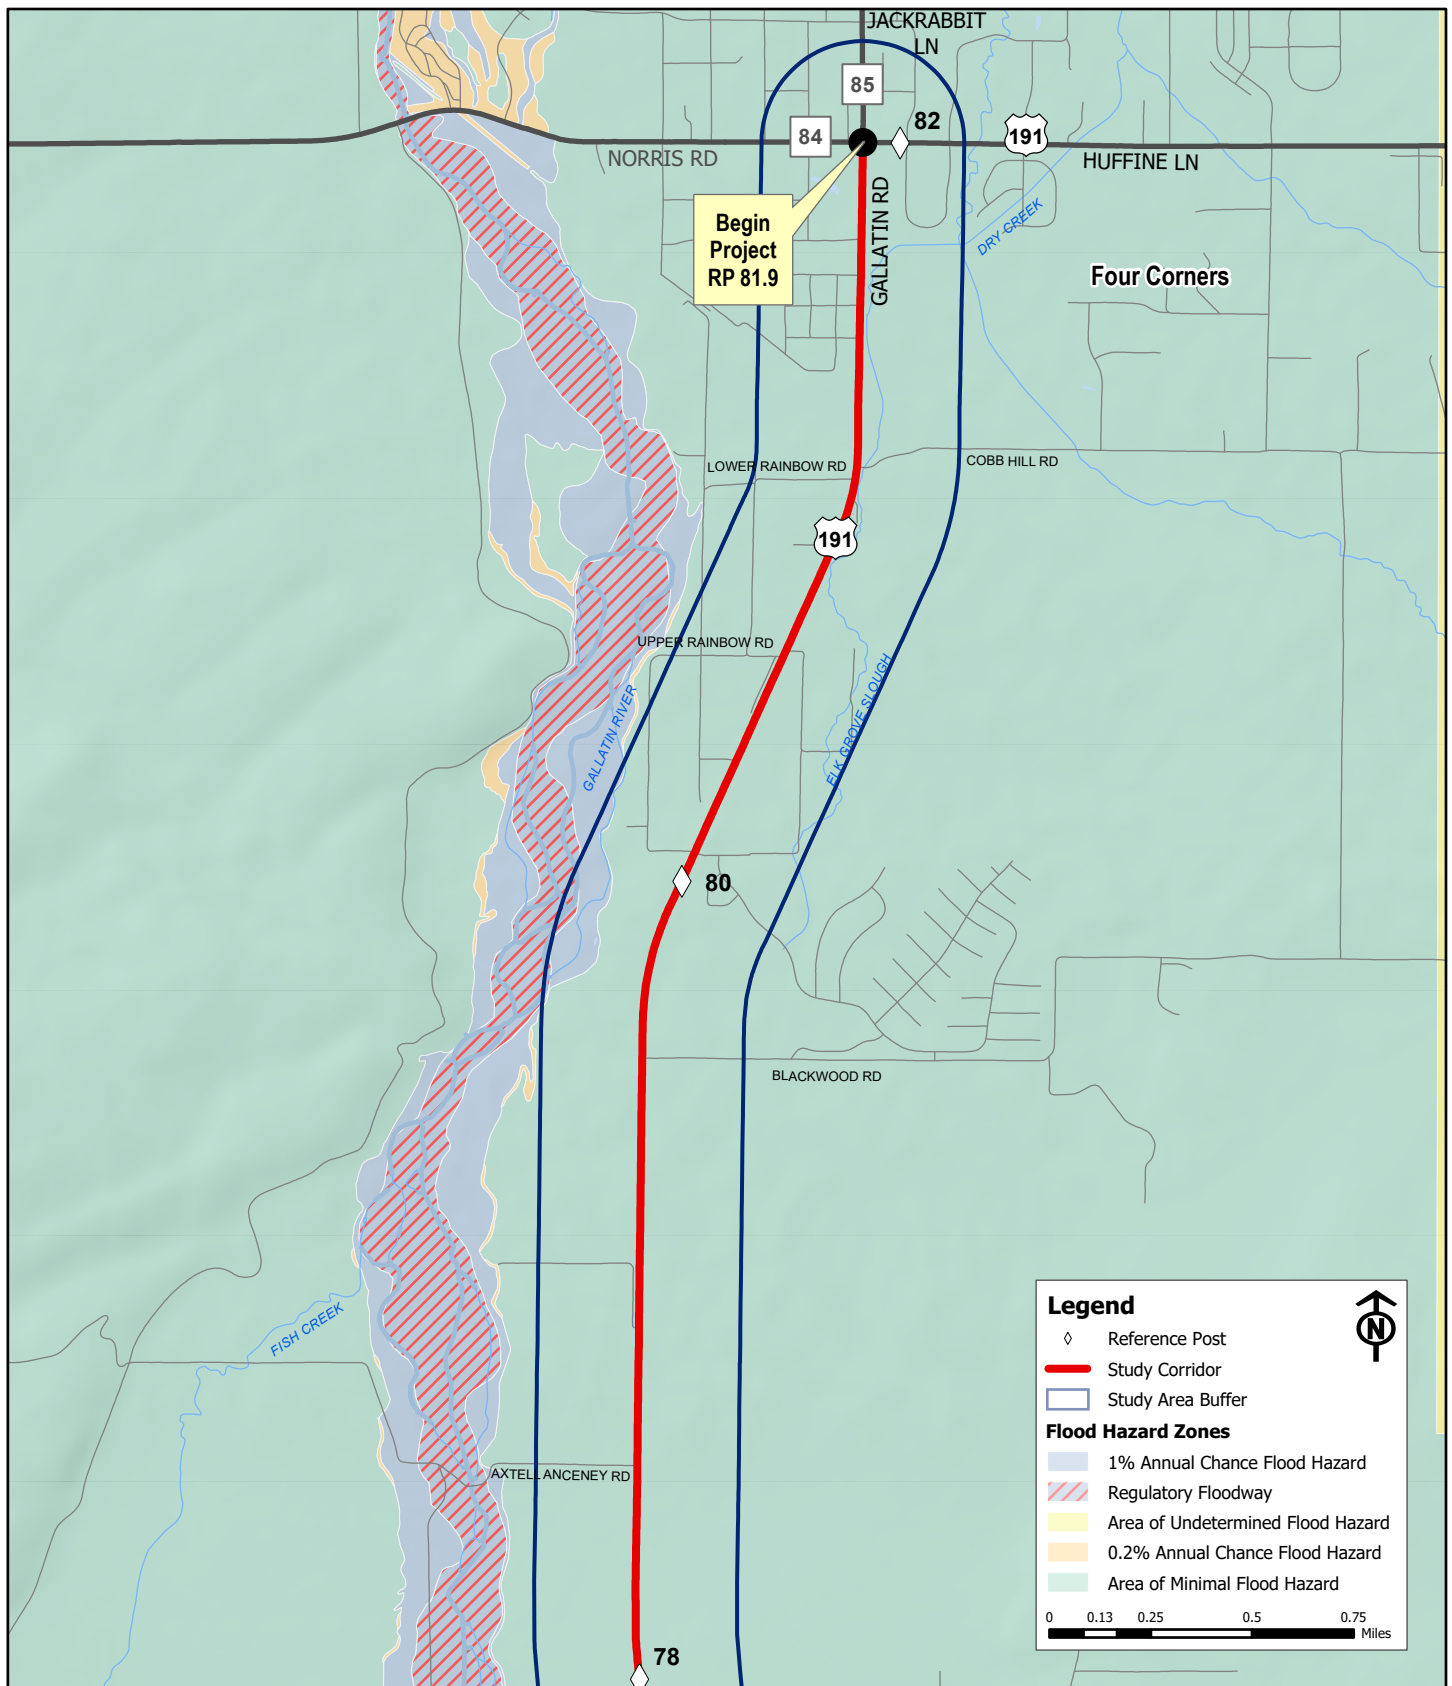 JACKRABBIT
LN
85
84
82
191
NORRIS RD
HUFFINE LN
Begin
Project
RP 81.9
GALLATIN RD
DRY CREEK
Four Corners
LOWER RAINBOW RD
COBB HILL RD
191
UPPER RAINBOW RD
GALLATIN RIVER
ELK GROVE SLOUGH
80
BLACKWOOD RD
FISH CREEK
AXTELL ANCENEY RD
78
Legend
N
Reference Post
Study Corridor
Study Area Buffer
Flood Hazard Zones
1% Annual Chance Flood Hazard
Regulatory Floodway
Area of Undetermined Flood Hazard
0.2% Annual Chance Flood Hazard
Area of Minimal Flood Hazard
0 0.13 0.25 0.5 0.75
Miles